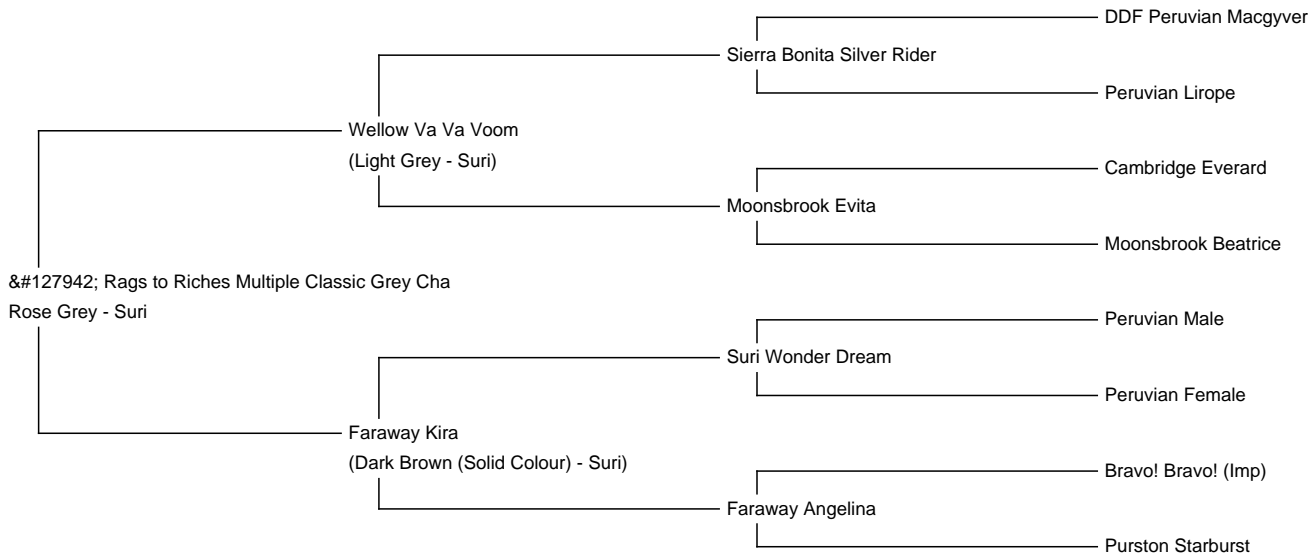 DDF Peruvian Macgyver
Sierra Bonita Silver Rider
Peruvian Lirope
Wellow Va Va Voom
(Light Grey - Suri)
Cambridge Everard
Moonsbrook Evita
Moonsbrook Beatrice
&#127942; Rags to Riches Multiple Classic Grey Cha
Rose Grey - Suri
Peruvian Male
Suri Wonder Dream
Peruvian Female
Faraway Kira
(Dark Brown (Solid Colour) - Suri)
Bravo! Bravo! (Imp)
Faraway Angelina
Purston Starburst